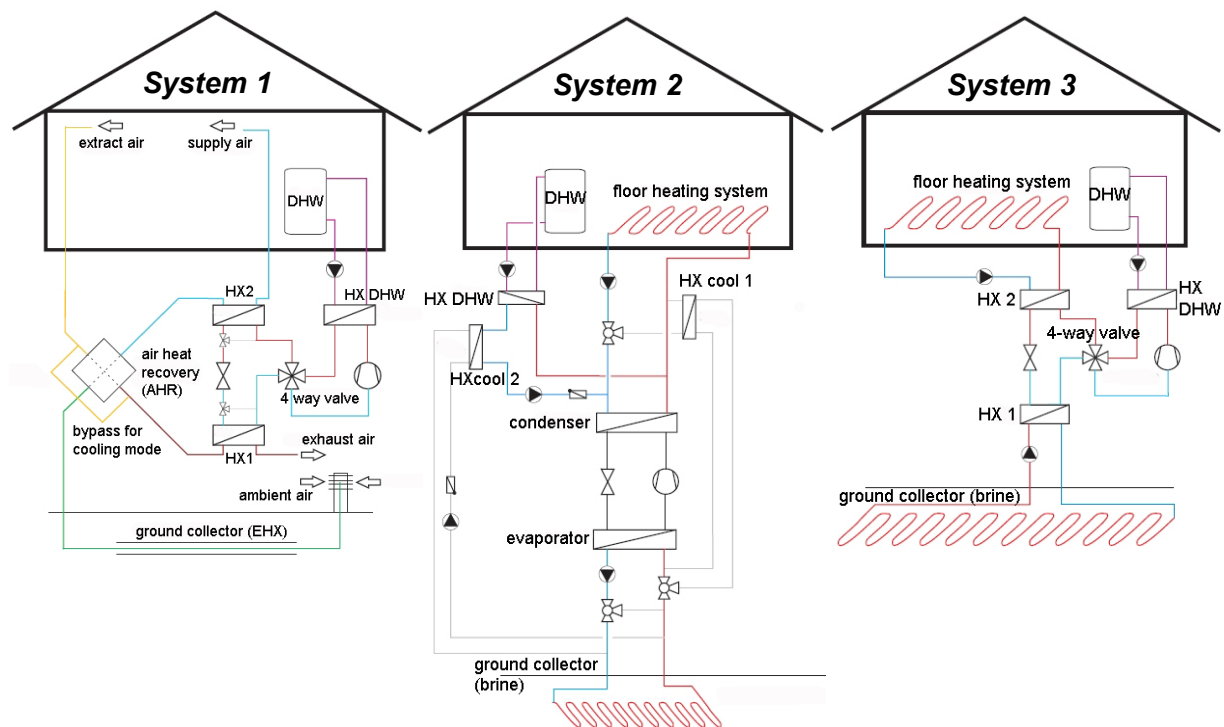 System 1
extract air
supply air
DHW
HX2
HX DHW
air heat
recovery
(AHR)
4 way valve
bypass for
cooling mode
HX1
exhaust air
ambient air
ground collector (EHX)
System 2
DHW
floor heating system
HX cool 1
HX DHW
HXcool 2
condenser
evaporator
ground collector
(brine)
System 3
floor heating system
DHW
HX 2
HX
DHW
4-way valve
HX 1
ground collector (brine)